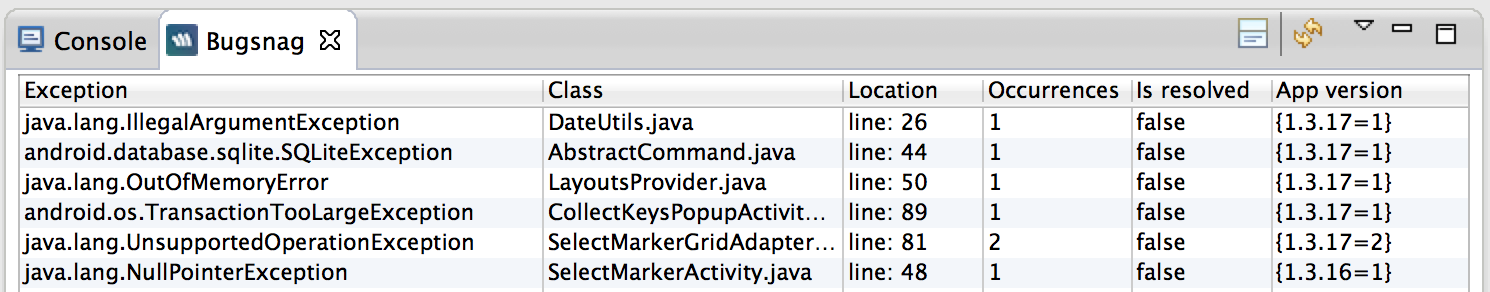 Console Bugsnag
Exception Class Location Occurrences Is resolved App version
java.lang.IllegalArgumentException DateUtils.java line: 26 1 false {1.3.17=1}
android.database.sqlite.SQLiteException AbstractCommand.java line: 44 1 false {1.3.17=1}
java.lang.OutOfMemoryError LayoutsProvider.java line: 50 1 false {1.3.17=1}
android.os.TransactionTooLargeException CollectKeysPopupActivit... line: 89 1 false {1.3.17=1}
java.lang.UnsupportedOperationException SelectMarkerGridAdapter... line: 81 2 false {1.3.17=2}
java.lang.NullPointerException SelectMarkerActivity.java line: 48 1 false {1.3.16=1}